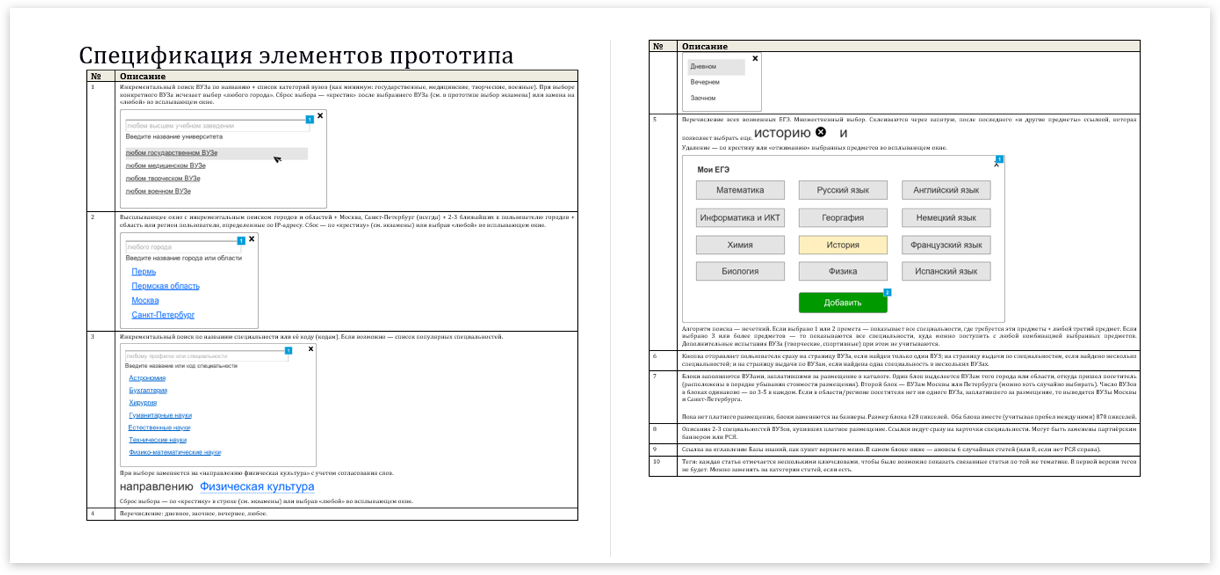 Спецификация элементов прототипа
№ Описание
1 Инкрементальный поиск ВУЗа по названию + список категорий вузов (как минимум: государственные, медицинские, творческие, военные). При выборе
конкретного ВУЗа исчезает выбор «любого города». Сброс выбора — «крестик» после выбранного ВУЗа (см. в прототипе выбор экзамена) или замена на
«любой» во всплывающем окне.
x
1
любом высшем учебном заведении
Введите название университета
любом государственном ВУЗе
любом медицинском ВУЗе
любом творческом ВУЗе
любом военном ВУЗе
2 Высплывающее окно с инкрементальным поиском городов и областей + Москва, Санкт-Петербург (всегда) + 2-3 ближайших к пользователю городов +
область или регион пользователя, определенные по IP-адресу. Сброс — по «крестику» (см. экзамены) или выбрав «любой» во всплывающем окне.
1 x
любого города
Введите название города или области
Пермь
Пермская область
Москва
Санкт-Петербург
3 Инкрементальный поиск по названию специальности или её коду (кодам). Если возможно — список популярных специальностей.
1 x
любому профилю или специальности
Введите название или код специальности
Астрономия
Бухгалтерия
Хирургия
Гуманитарные науки
Естественные науки
Технические науки
Физико-математические науки
При выборе заменяется на «направлению физическая культура» с учетом согласования слов.
направлению Физическая культура
Сброс выбора — по «крестику» в строке (см. экзамены) или выбрав «любой» во всплывающем окне.
4 Перечисление: дневное, заочное, вечернее, любое.
№ Описание
x
Дневном
Вечернем
Заочном
5 Перечисление всех возможных ЕГЭ. Множественный выбор. Склеиваются через запятую, после последнего «и другие предметы» ссылкой, которая
позволяет выбрать еще. историю x и
Удаление — по крестику или «отжиманию» выбранных предметов во всплывающем окне.
1
x
Мои ЕГЭ
Математика Русский язык Английский язык
Информатика и ИКТ География Немецкий язык
Химия История Французский язык
Биология Физика Испанский язык
2
Добавить
Алгоритм поиска — нечеткий. Если выбрано 1 или 2 премета — показывает все специальности, где требуется эти предметы + любой третий предмет. Если
выбрано 3 или более предметов — то показываются все специальности, куда можно поступить с любой комбинацией выбранных предметов.
Дополнительные испытания ВУЗа (творческие, спортивные) при этом не учитываются.
6 Кнопка отправляет пользователя сразу на страницу ВУЗа, если найден только один ВУЗ; на страницу выдачи по специальностям, если найдено несколько
специальностей; и на страницу выдачи по ВУЗам, если найдена одна специальность в нескольких ВУЗах.
7 Блоки заполняются ВУЗами, заплатившими за размещение в каталоге. Один блок выделяется ВУЗам того города или области, откуда пришел посетитель
(расположены в порядке убывания стоимости размещения). Второй блок — ВУЗам Москвы или Петербурга (можно хоть случайно выбирать). Число ВУЗов
в блоках одинаково — по 3-5 в каждом. Если в области/регионе посетителя нет ни одного ВУЗа, заплатившего за размещение, то выводятся ВУЗы Москвы
и Санкт-Петербурга.
Пока нет платного размещения, блоки заменяются на баннеры. Размер блока 428 пикселей. Оба блока вместе (учитывая пробел между ними) 878 пикселей.
8 Описания 2-3 специальностей ВУЗов, купивших платное размещение. Ссылки ведут сразу на карточки специальности. Могут быть заменены партнёрским
баннером или РСЯ.
9 Ссылка на оглавление Базы знаний, как пункт верхнего меню. В самом блоке ниже — анонсы 6 случайных статей (или 8, если нет РСЯ справа).
10 Теги: каждая статья отмечается несколькими ключсловами, чтобы было возможно показать связанные статьи по той же тематике. В первой версии тегов
не будет. Можно заменять на категории статей, если есть.